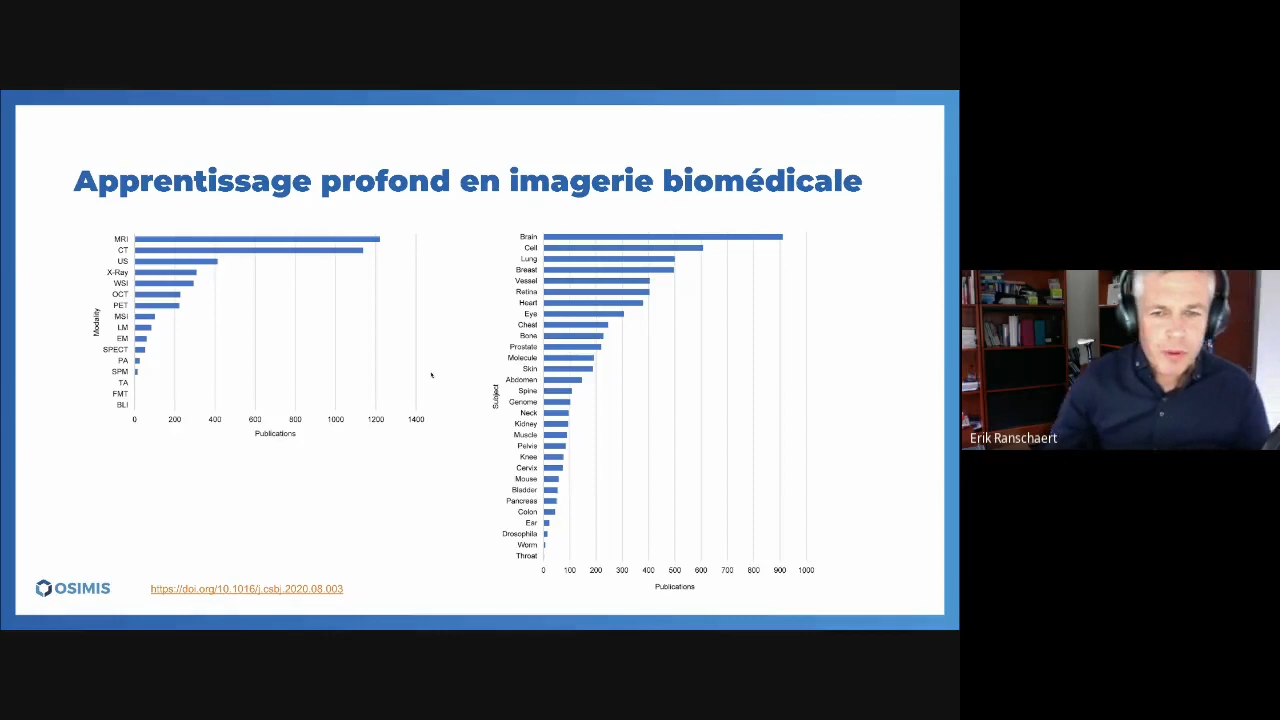 Apprentissage profond en imagerie biomédicale
MRI
CT
US
X-Ray
WSI
OCT
PET
MSI
LM
EM
SPECT
PA
SPM
TA
FMT
BLI
Modality
0 200 400 600 800 1000 1200 1400
Publications
Brain
Cell
Lung
Breast
Vessel
Retina
Heart
Eye
Chest
Bone
Prostate
Molecule
Skin
Abdomen
Spine
Genome
Neck
Kidney
Muscle
Pelvis
Knee
Cervix
Mouse
Bladder
Pancreas
Colon
Ear
Drosophila
Worm
Throat
Subject
0 100 200 300 400 500 600 700 800 900 1000
Publications
OSIMIS
https://doi.org/10.1016/j.csbj.2020.08.003
Erik Ranschaert